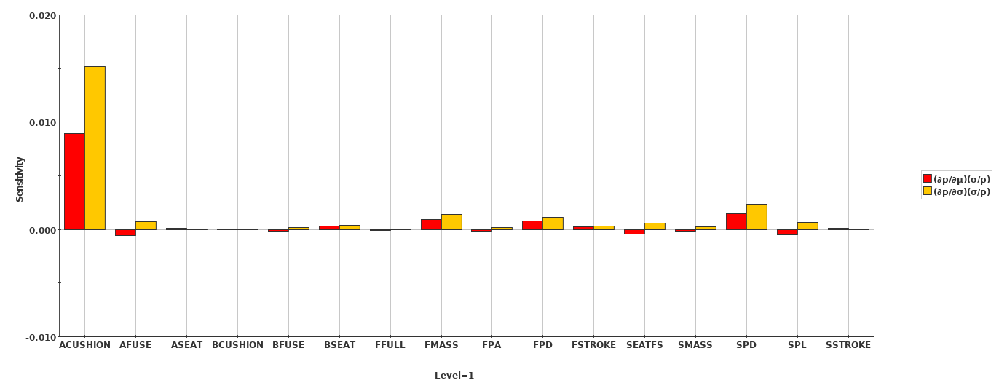 0.020
0.010
0.000
-0.010
Sensitivity
ACUSHION AFUSE ASEAT BCUSHION BFUSE BSEAT FFULL FMASS FPA FPD FSTROKE SEATFS SMASS SPD SPL SSTROKE
Level=1
(∂p/∂μ)(σ/p)
(∂p/∂σ)(σ/p)